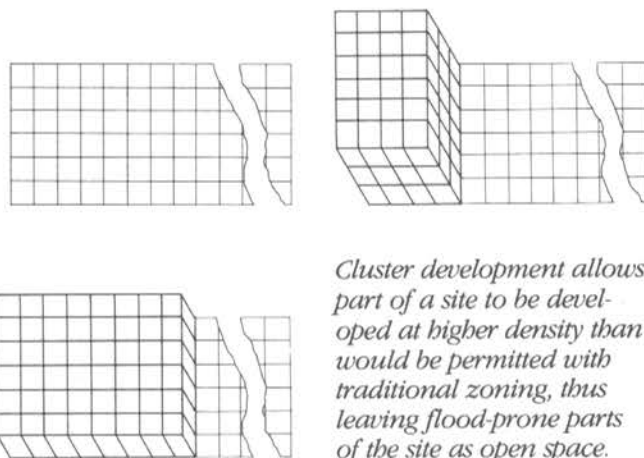 Cluster development allows
part of a site to be devel-
oped at higher density than
would be permitted with
traditional zoning, thus
leaving flood-prone parts
of the site as open space.